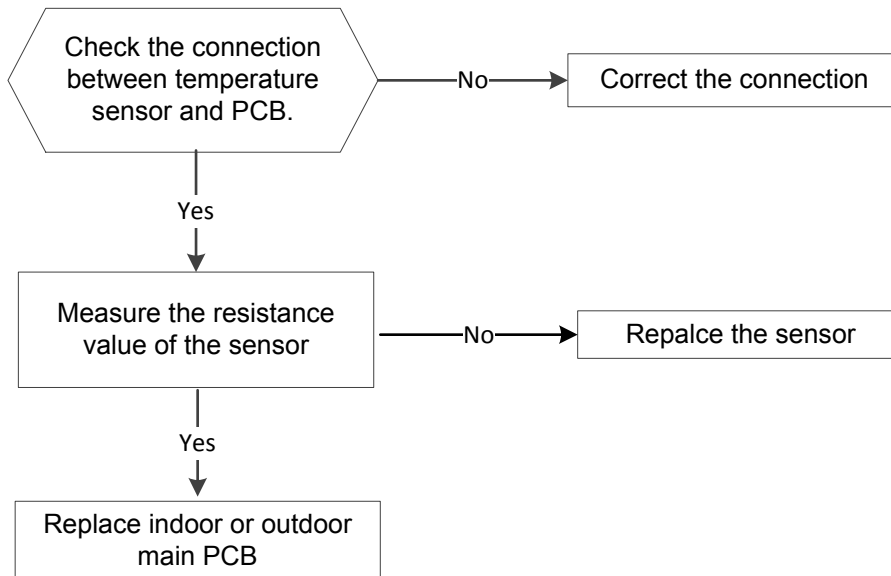 Check the connection
between temperature
sensor and PCB.
No
Correct the connection
Yes
Measure the resistance
value of the sensor
No
Repalce the sensor
Yes
Replace indoor or outdoor
main PCB